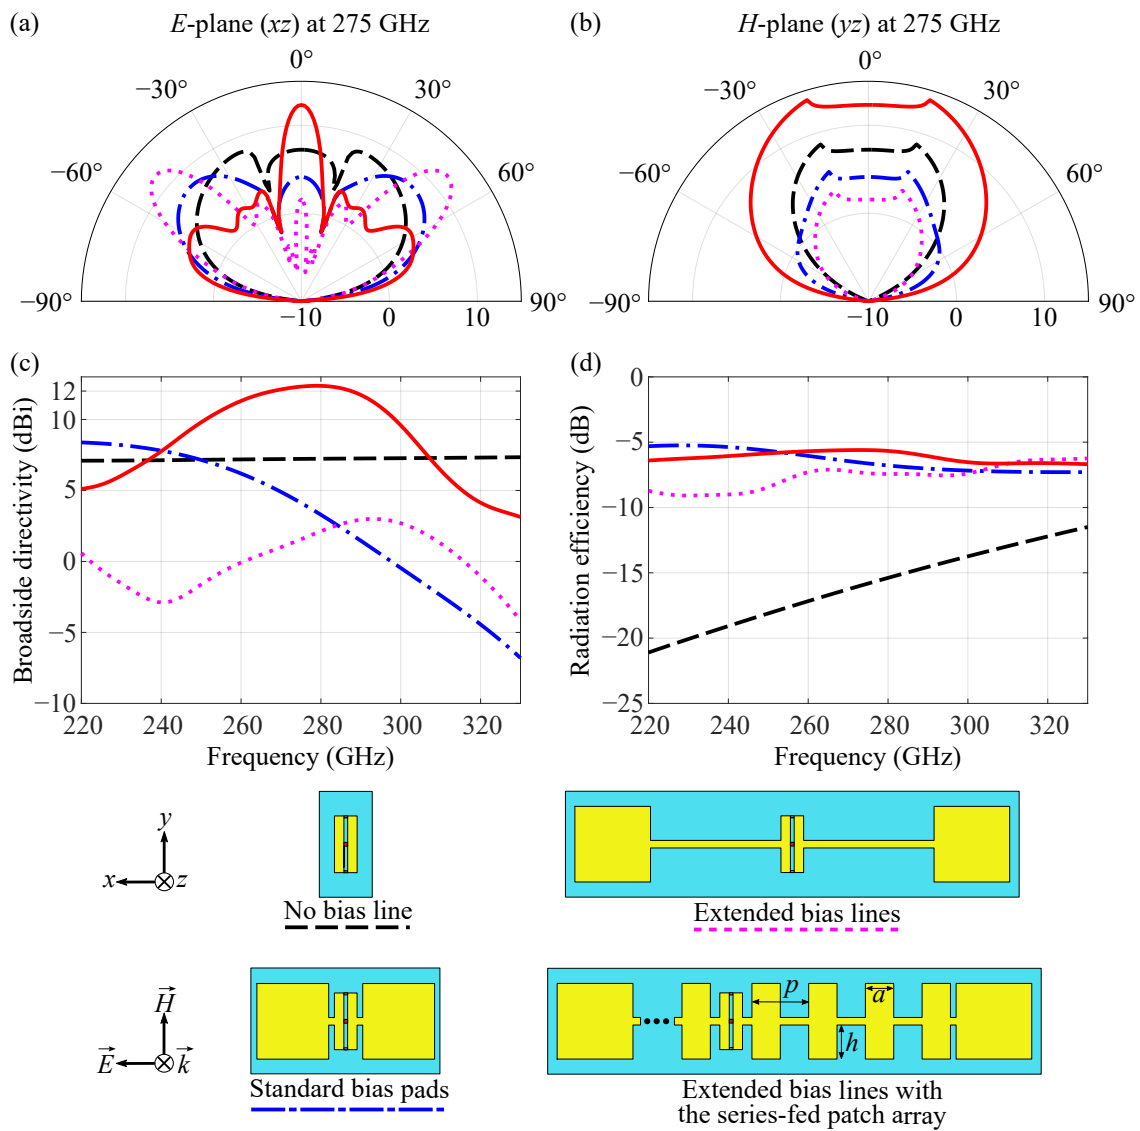 (a)
E-plane (xz) at 275 GHz
0°
−30°
30°
−60°
60°
−90°
90°
−10
0
10
(b)
H-plane (yz) at 275 GHz
0°
−30°
30°
−60°
60°
−90°
90°
−10
0
10
(c)
Broadside directivity (dBi)
12
10
5
0
−5
−10
220
240
260
280
300
320
Frequency (GHz)
(d)
Radiation efficiency (dB)
0
−5
−10
−15
−20
−25
220
240
260
280
300
320
Frequency (GHz)
y
x
z
No bias line
Extended bias lines
H
E
k
Standard bias pads
p
a
h
Extended bias lines with
the series-fed patch array